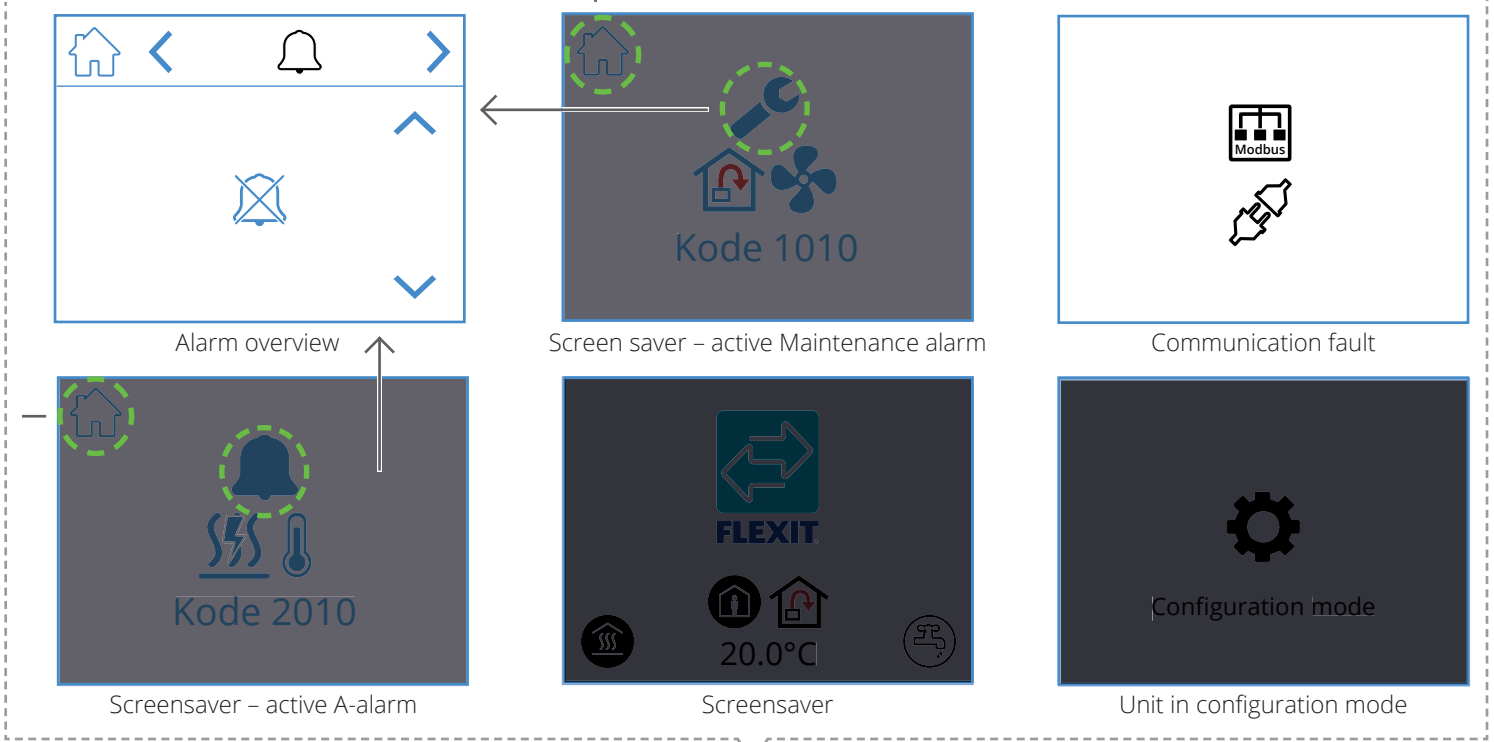 Modbus
Kode 1010
Alarm overview
Screen saver – active Maintenance alarm
Communication fault
Kode 2010
FLEXIT
20.0°C
Configuration mode
Screensaver – active A-alarm
Screensaver
Unit in configuration mode